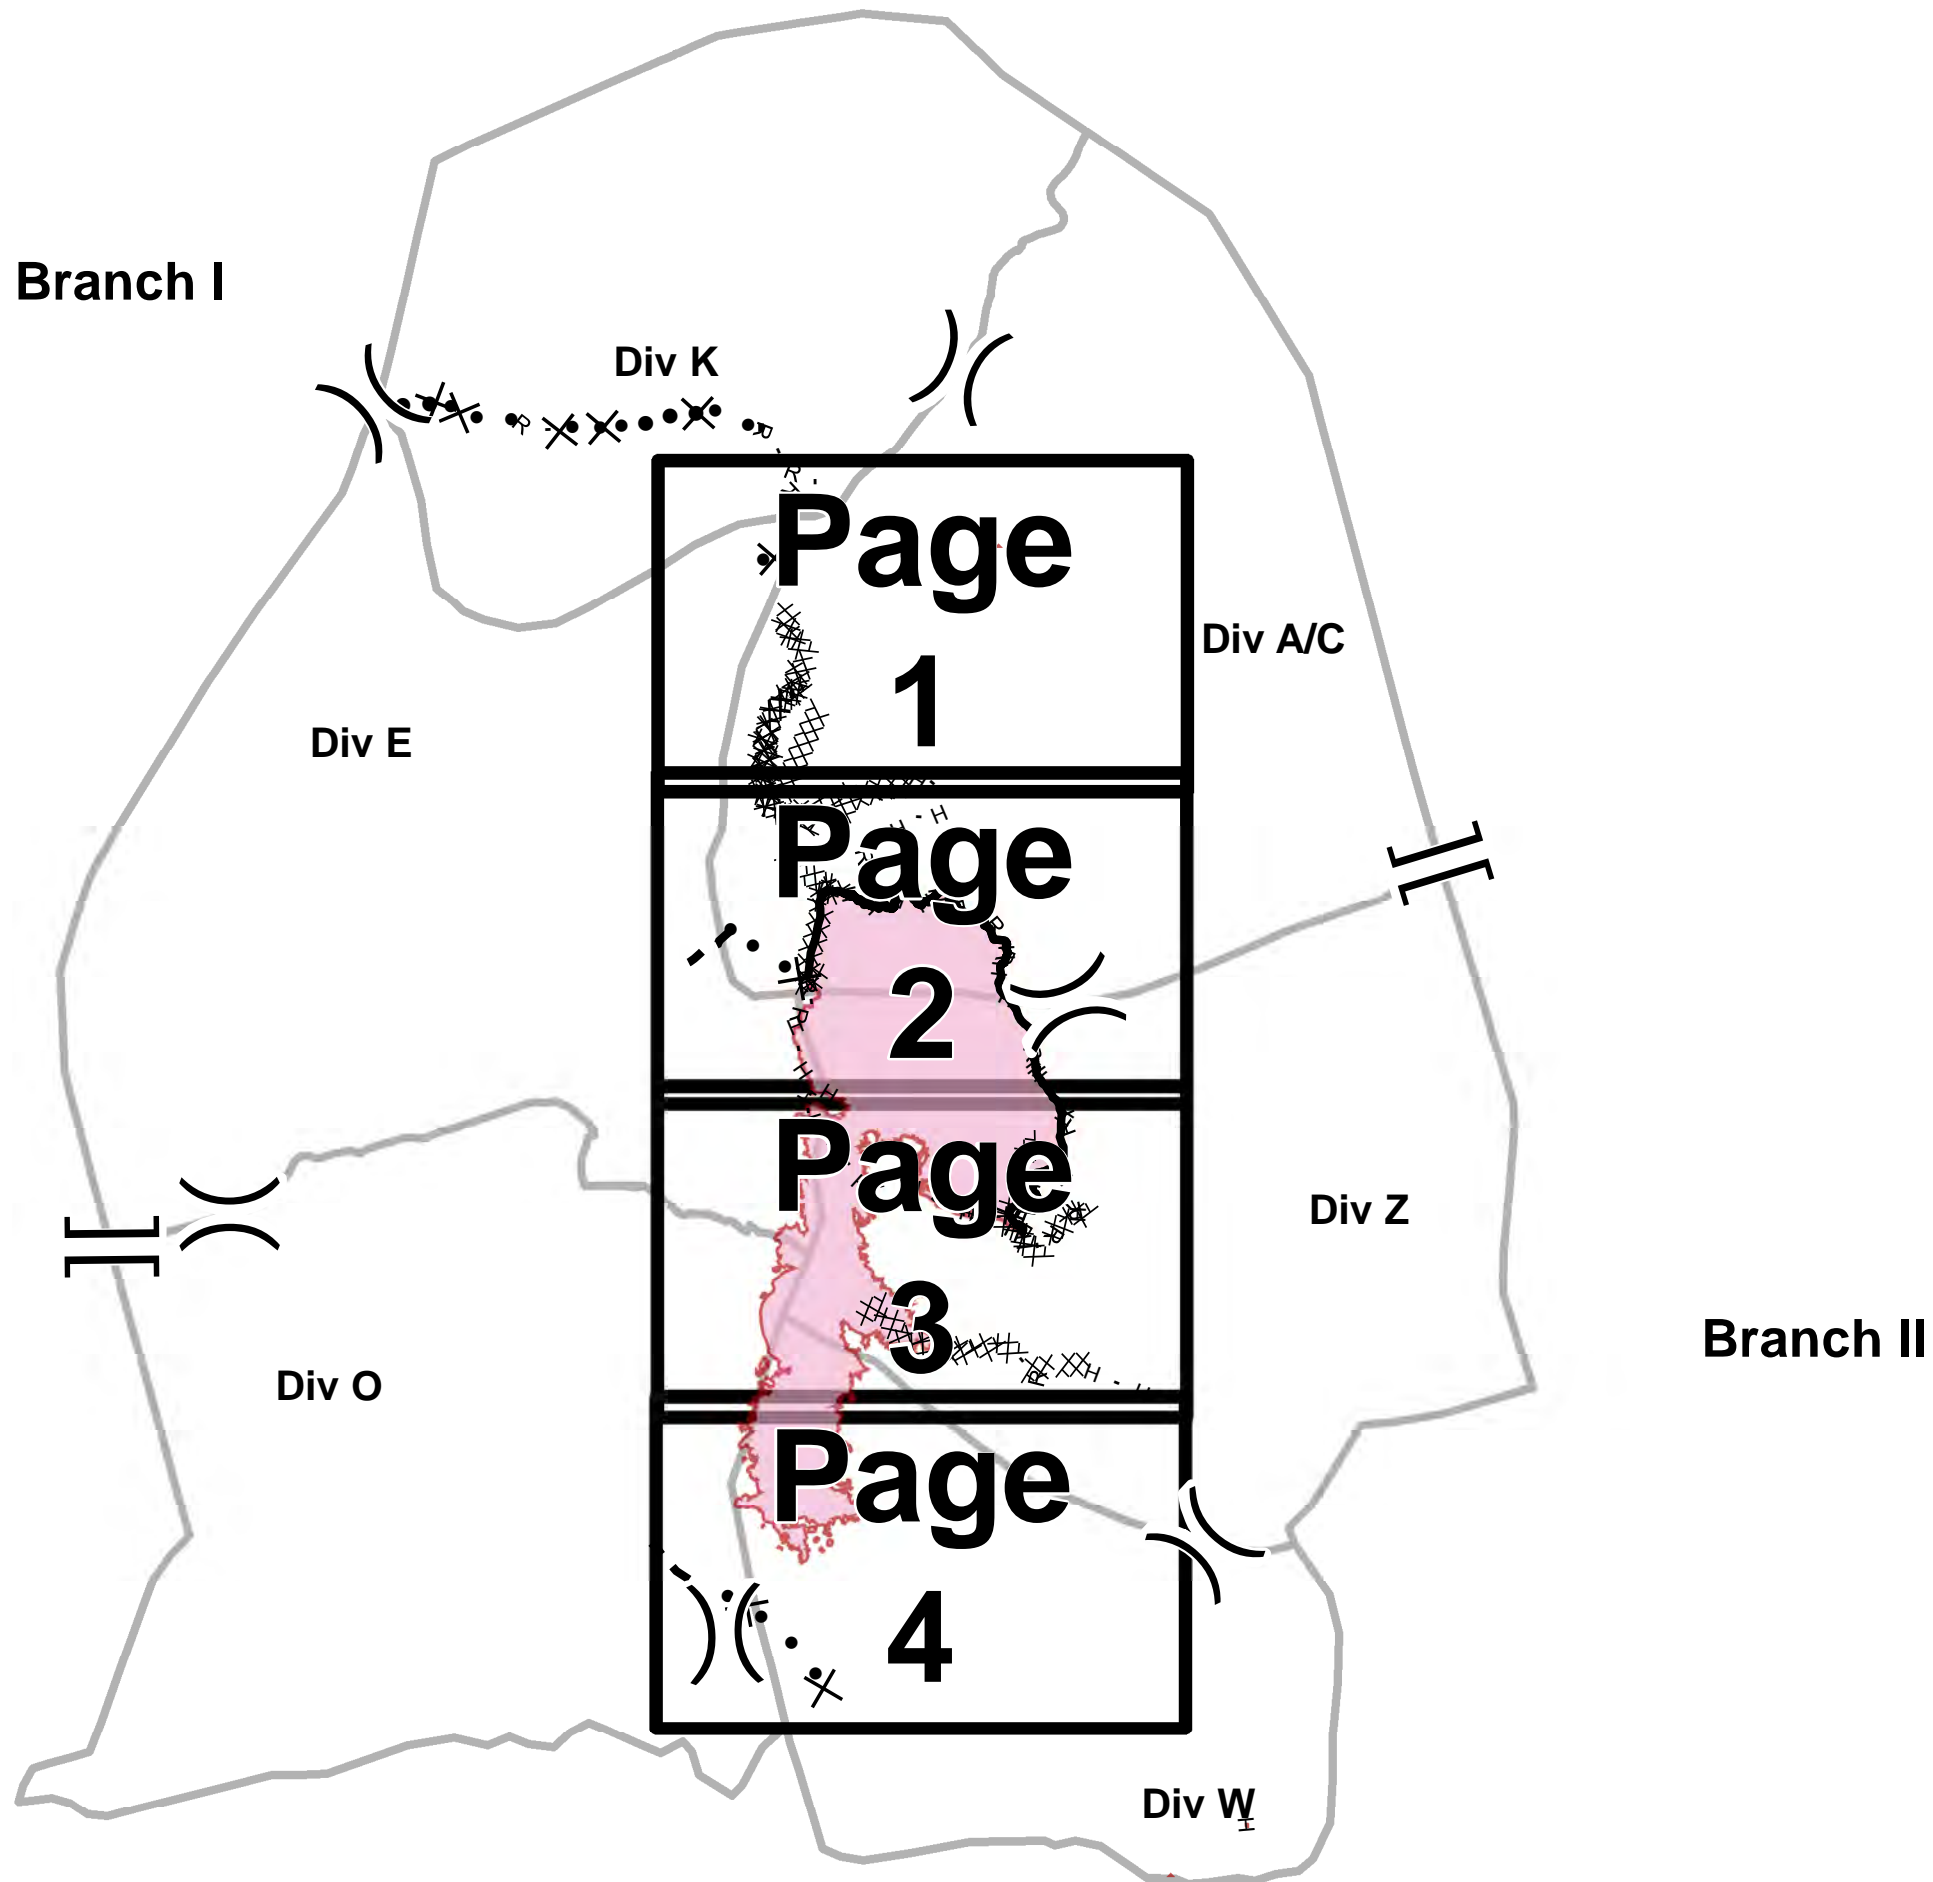 Branch I
Div K
Page
1
Div A/C
Div E
Page
2
Page
3
Div Z
Branch II
Div O
Page
4
Div W